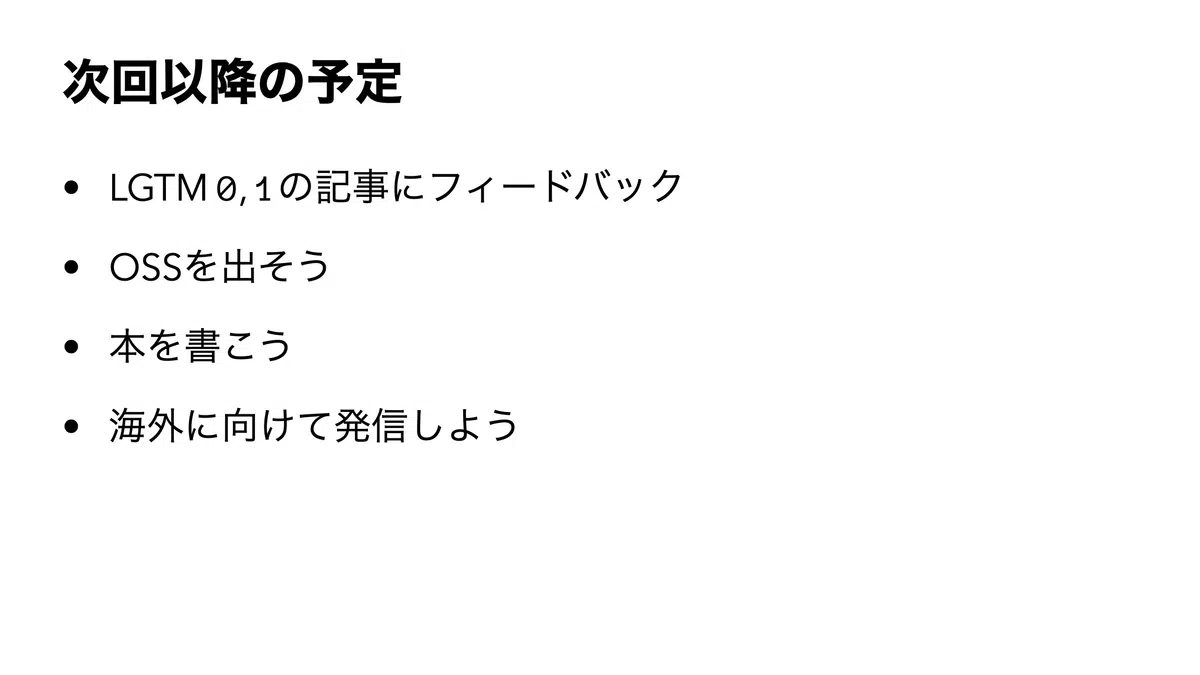 次回以降の予定
• LGTM 0, 1の記事にフィードバック
• OSSを出そう
• 本を書こう
• 海外に向けて発信しよう